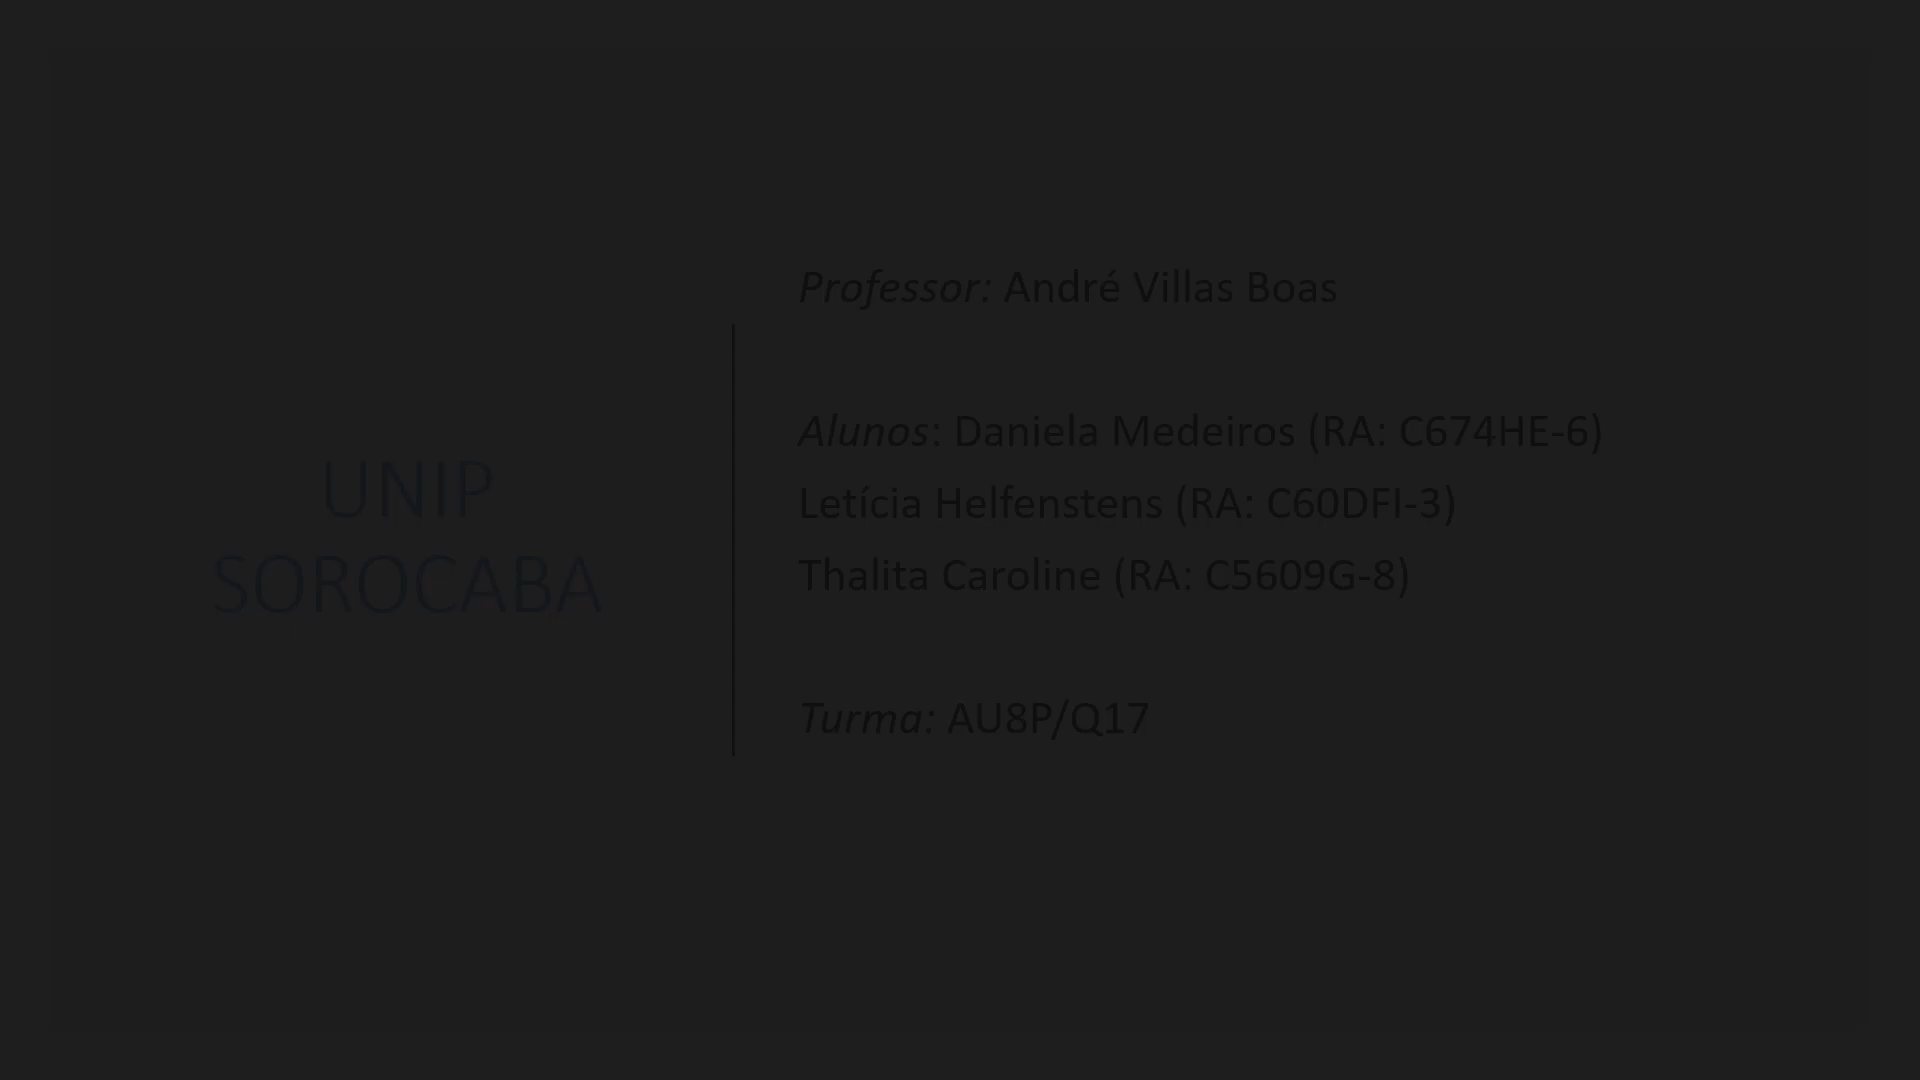 UNIP
SOROCABA
Professor: André Villas Boas
Alunos: Daniela Medeiros (RA: C674HE-6)
Letícia Helfenstens (RA: C60DFI-3)
Thalita Caroline (RA: C5609G-8)
Turma: AU8P/Q17